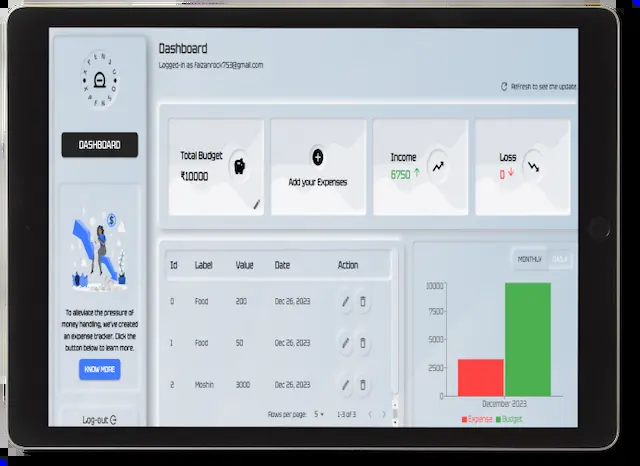 DASHBOARD
To alleviate the pressure of
money handling, we've created
an expense tracker. Click the
button below to learn more.
KNOW MORE
Log-out
Dashboard
Logged-in as Faizanrock753@gmail.com
Refresh to see the update.
Total Budget
₹10000
Add your Expenses
Income
6750
Loss
0
Id Label Value Date Action
0 Food 200 Dec 26, 2023
1 Food 50 Dec 26, 2023
2 Moshin 3000 Dec 26, 2023
Rows per page: 5 1-3 of 3
MONTHLY DAILY
10000
7500
5000
2500
0
December 2023
Expense Budget